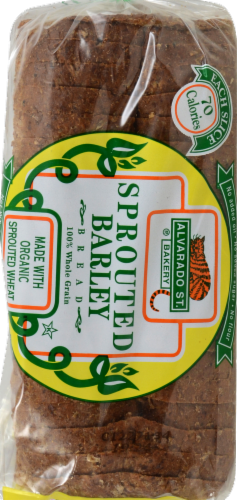 EACH SLICE
70
Calories
ALVARADO ST.
® BAKERY
SPROUTED
BARLEY
BREAD
100% Whole Grain
MADE WITH
ORGANIC
SPROUTED WHEAT